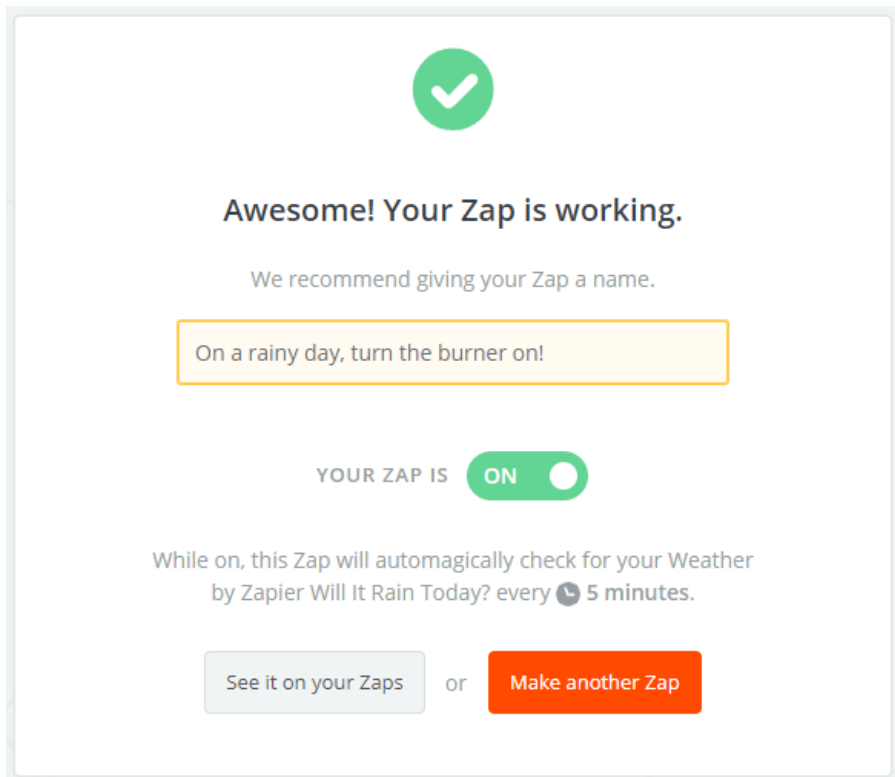 Awesome! Your Zap is working.
We recommend giving your Zap a name.
On a rainy day, turn the burner on!
YOUR ZAP IS ON
While on, this Zap will automagically check for your Weather
by Zapier Will It Rain Today? every 5 minutes.
See it on your Zaps or Make another Zap